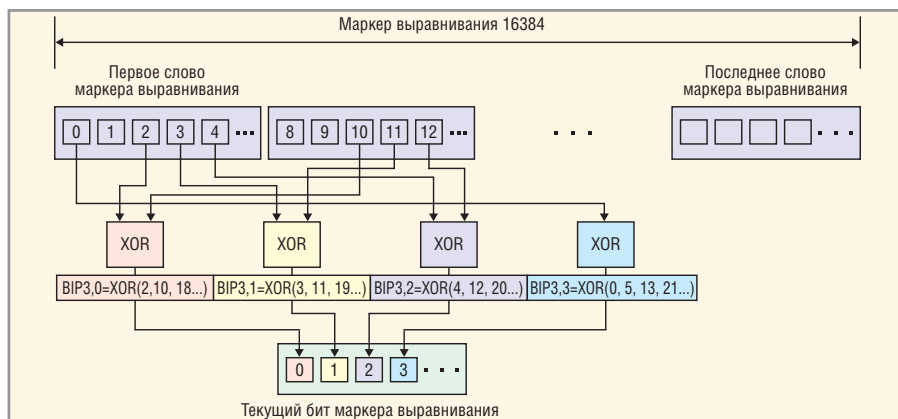 Маркер выравнивания 16384
Первое слово
маркера выравнивания
Последнее слово
маркера выравнивания
0 1 2 3 4 ...
8 9 10 11 12 ...
. . .
. . .
XOR XOR XOR XOR
BIP3,0=XOR(2,10, 18...) BIP3,1=XOR(3, 11, 19...) BIP3,2=XOR(4, 12, 20...) BIP3,3=XOR(0, 5, 13, 21...)
0 1 2 3 . . .
Текущий бит маркера выравнивания